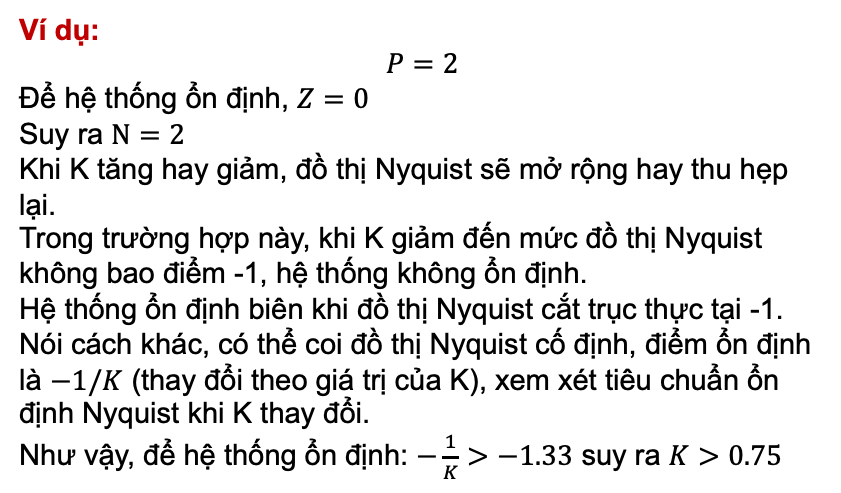 Ví dụ:
P = 2
Để hệ thống ổn định, Z = 0
Suy ra N = 2
Khi K tăng hay giảm, đồ thị Nyquist sẽ mở rộng hay thu hẹp
lại.
Trong trường hợp này, khi K giảm đến mức đồ thị Nyquist
không bao điểm -1, hệ thống không ổn định.
Hệ thống ổn định biên khi đồ thị Nyquist cắt trục thực tại -1.
Nói cách khác, có thể coi đồ thị Nyquist cố định, điểm ổn định
là −1/K (thay đổi theo giá trị của K), xem xét tiêu chuẩn ổn
định Nyquist khi K thay đổi.
Như vậy, để hệ thống ổn định: −1/K > −1.33 suy ra K > 0.75